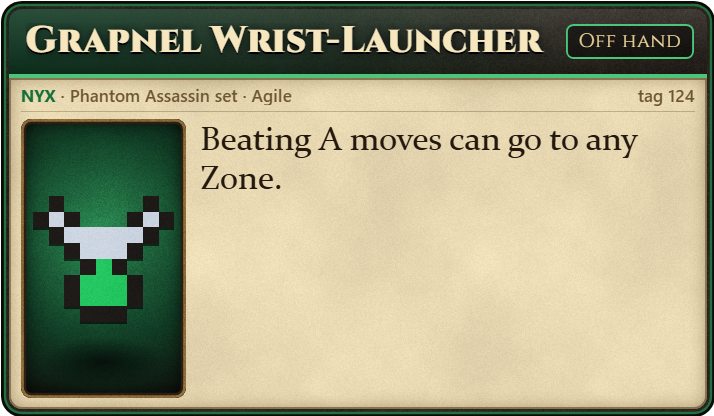 Grapnel Wrist-Launcher
Off hand
NYX · Phantom Assassin set · Agile
tag 124
Beating A moves can go to any
Zone.